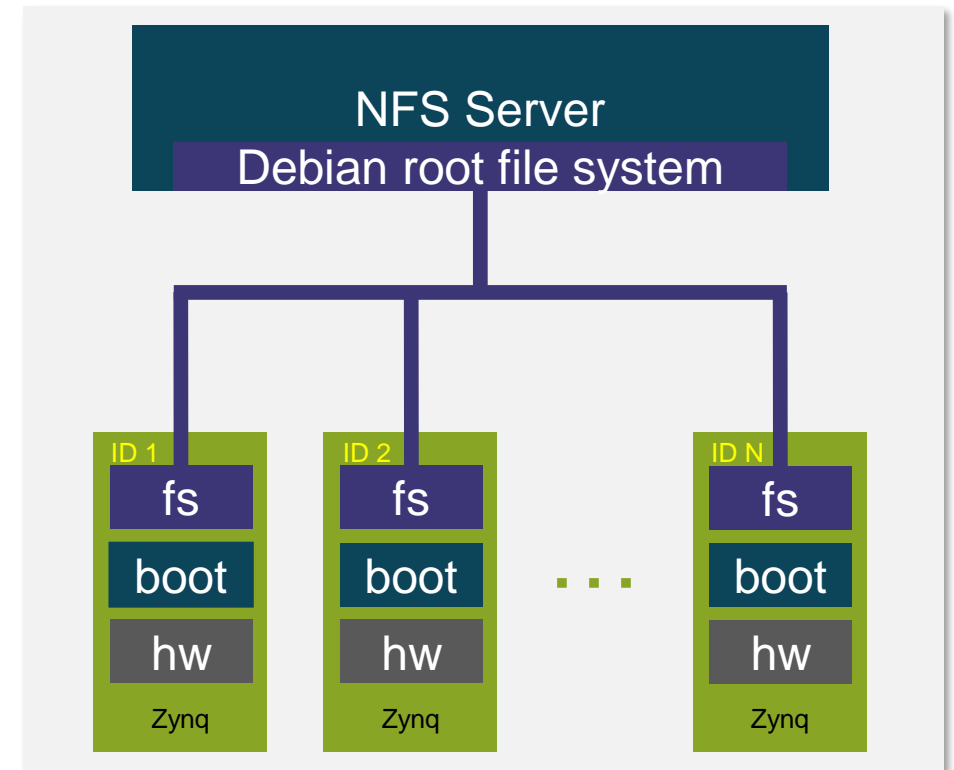 NFS Server
Debian root file system
ID 1
fs
boot
hw
Zynq
ID 2
fs
boot
hw
Zynq
. . .
ID N
fs
boot
hw
Zynq